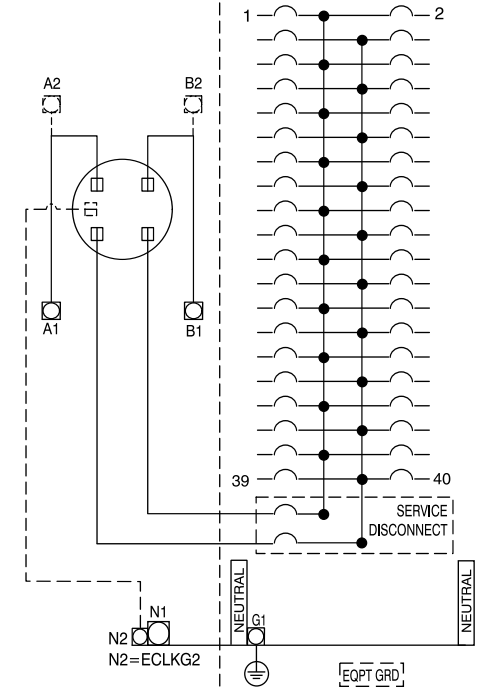 1
2
A2
B2
A1
B1
39
40
SERVICE
DISCONNECT
NEUTRAL
NEUTRAL
N1
G1
N2
N2=ECLKG2
EQPT GRD